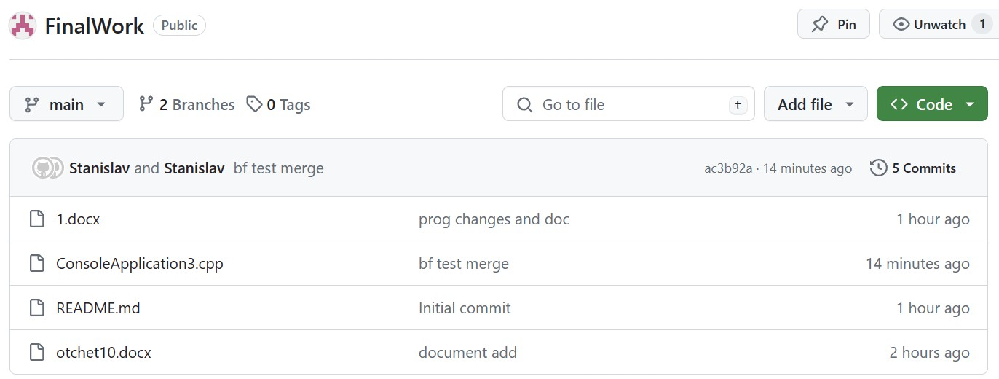 FinalWork Public Pin Unwatch 1
main 2 Branches 0 Tags Go to file t Add file Code
Stanislav and Stanislav bf test merge ac3b92a · 14 minutes ago 5 Commits
1.docx prog changes and doc 1 hour ago
ConsoleApplication3.cpp bf test merge 14 minutes ago
README.md Initial commit 1 hour ago
otchet10.docx document add 2 hours ago